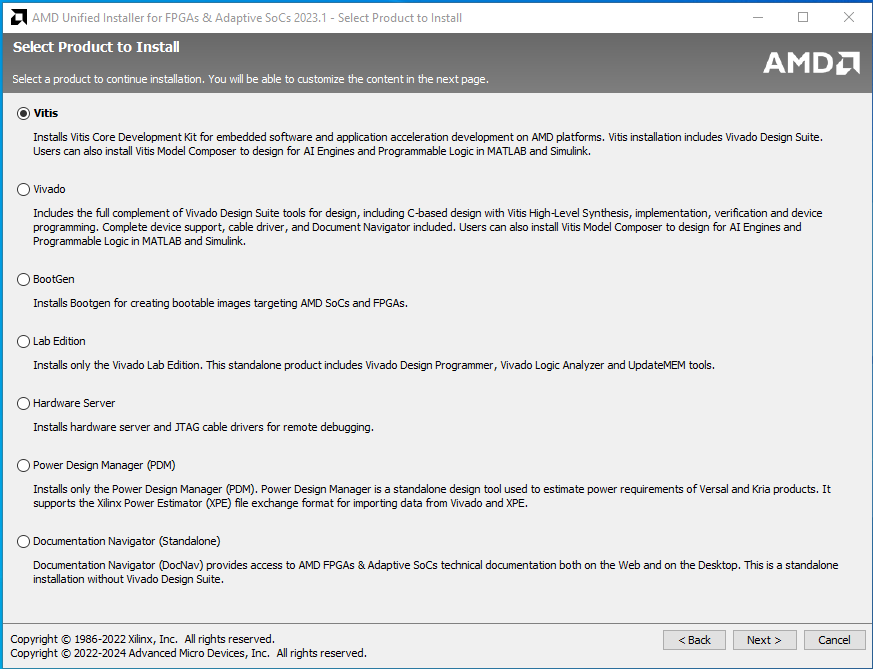 AMD Unified Installer for FPGAs & Adaptive SoCs 2023.1 - Select Product to Install
Select Product to Install
Select a product to continue installation. You will be able to customize the content in the next page.
AMD
Vitis
Installs Vitis Core Development Kit for embedded software and application acceleration development on AMD platforms. Vitis installation includes Vivado Design Suite.
Users can also install Vitis Model Composer to design for AI Engines and Programmable Logic in MATLAB and Simulink.
Vivado
Includes the full complement of Vivado Design Suite tools for design, including C-based design with Vitis High-Level Synthesis, implementation, verification and device
programming. Complete device support, cable driver, and Document Navigator included. Users can also install Vitis Model Composer to design for AI Engines and
Programmable Logic in MATLAB and Simulink.
BootGen
Installs Bootgen for creating bootable images targeting AMD SoCs and FPGAs.
Lab Edition
Installs only the Vivado Lab Edition. This standalone product includes Vivado Design Programmer, Vivado Logic Analyzer and UpdateMEM tools.
Hardware Server
Installs hardware server and JTAG cable drivers for remote debugging.
Power Design Manager (PDM)
Installs only the Power Design Manager (PDM). Power Design Manager is a standalone design tool used to estimate power requirements of Versal and Kria products. It
supports the Xilinx Power Estimator (XPE) file exchange format for importing data from Vivado and XPE.
Documentation Navigator (Standalone)
Documentation Navigator (DocNav) provides access to AMD FPGAs & Adaptive SoCs technical documentation both on the Web and on the Desktop. This is a standalone
installation without Vivado Design Suite.
Copyright © 1986-2022 Xilinx, Inc. All rights reserved.
Copyright © 2022-2024 Advanced Micro Devices, Inc. All rights reserved.
< Back
Next >
Cancel